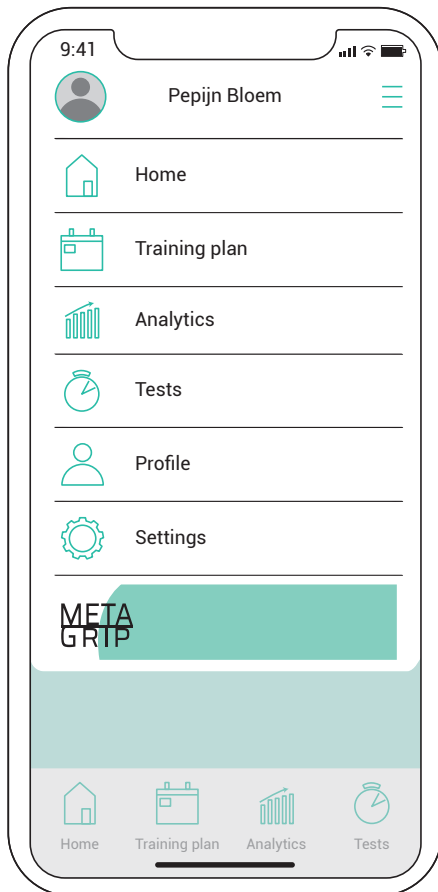 9:41
Pepijn Bloem
Home
Training plan
Analytics
Tests
Profile
Settings
META
GRIP
Home Training plan Analytics Tests